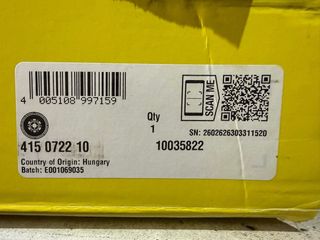 4 005108 997159
Qty
1
SCAN ME
SN: 2602626303311520
415 0722 10
10035822
Country of Origin: Hungary
Batch: E001069035